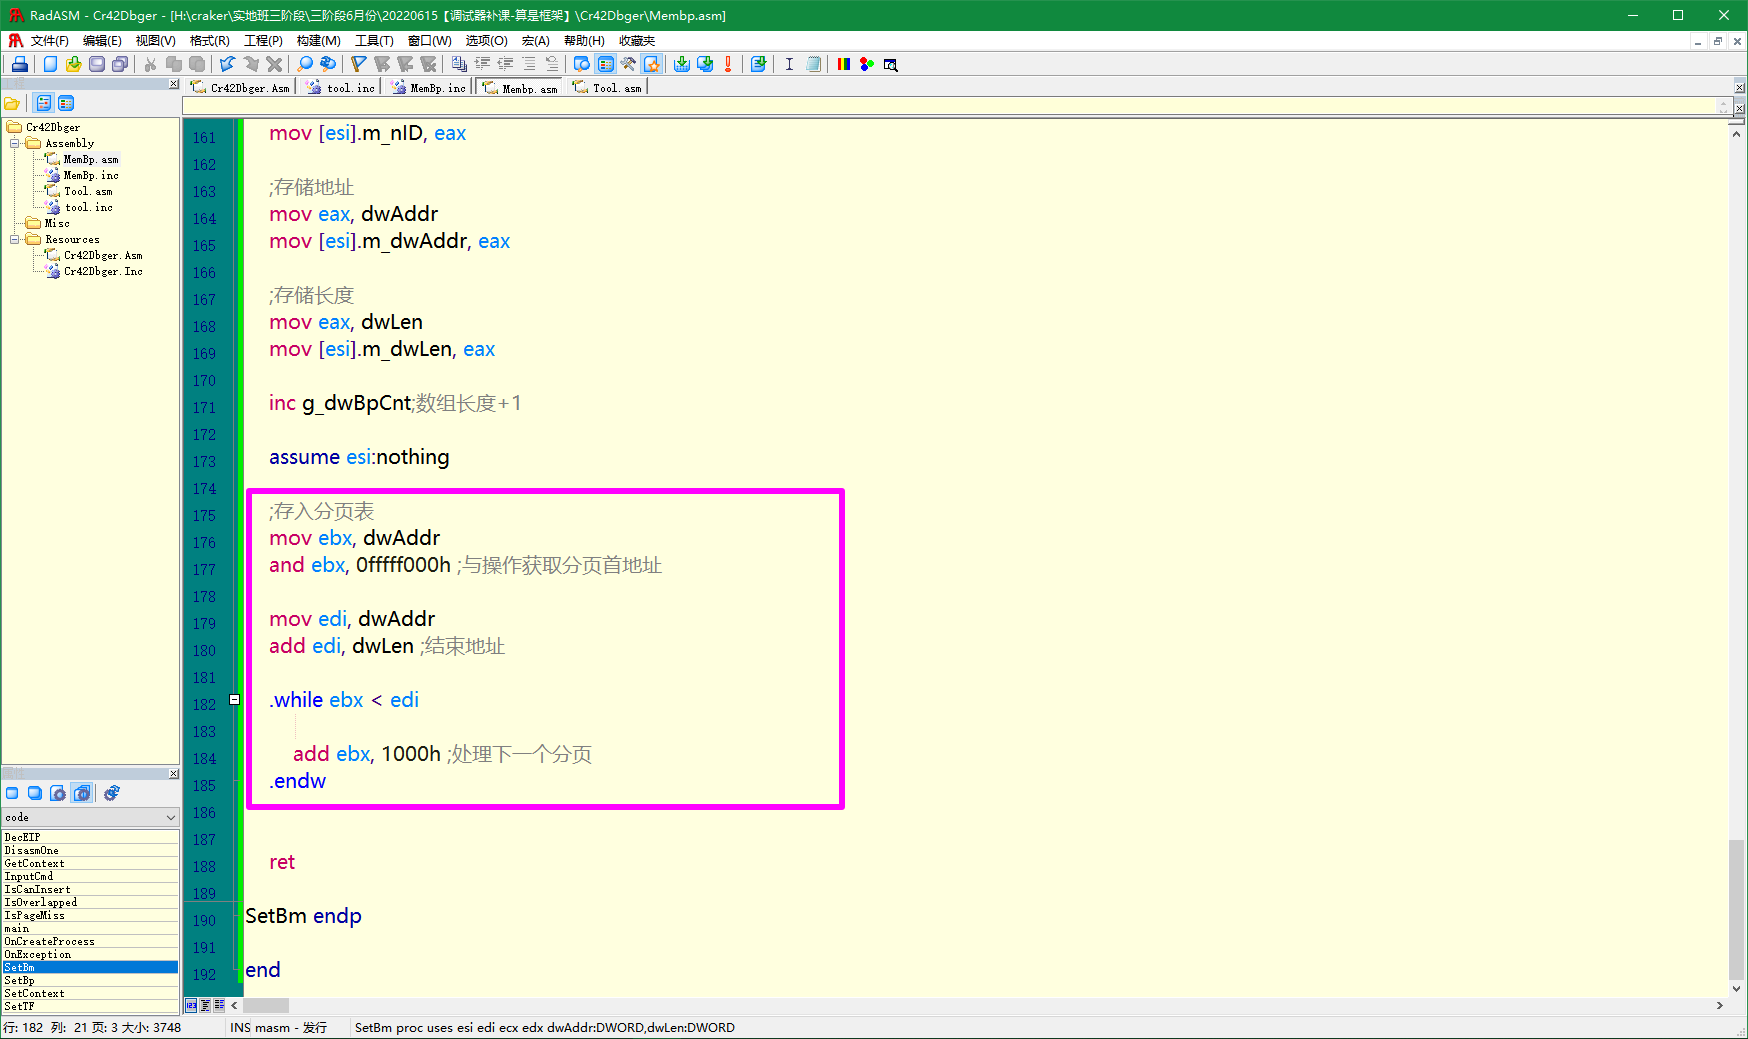 RadASM - Cr42Dbger - [H:\craker\实地班三阶段\三阶段6月份\20220615【调试器补课-算是框架】\Cr42Dbger\Membp.asm]
文件(F) 编辑(E) 视图(V) 格式(R) 工程(P) 构建(M) 工具(T) 窗口(W) 选项(O) 宏(A) 帮助(H) 收藏夹
Cr42Dbger.Asm tool.inc MemBp.inc Membp.asm Tool.asm
Cr42Dbger
Assembly
MemBp.asm
MemBp.inc
Tool.asm
tool.inc
Misc
Resources
Cr42Dbger.Asm
Cr42Dbger.Inc
code
DecEIP
DisasmOne
GetContext
InputCmd
IsCanInsert
IsOverlapped
IsPageMiss
main
OnCreateProcess
OnException
SetBm
SetBp
SetContext
SetTF
161 mov [esi].m_nID, eax
162
163 ;存储地址
164 mov eax, dwAddr
165 mov [esi].m_dwAddr, eax
166
167 ;存储长度
168 mov eax, dwLen
169 mov [esi].m_dwLen, eax
170
171 inc g_dwBpCnt;数组长度+1
172
173 assume esi:nothing
174
175 ;存入分页表
176 mov ebx, dwAddr
177 and ebx, 0fffff000h ;与操作获取分页首地址
178
179 mov edi, dwAddr
180 add edi, dwLen ;结束地址
181
182 .while ebx < edi
183
184 add ebx, 1000h ;处理下一个分页
185 .endw
186
187
188 ret
189
190 SetBm endp
191
192 end
行: 182 列: 21 页: 3 大小: 3748 INS masm - 发行 SetBm proc uses esi edi ecx edx dwAddr:DWORD,dwLen:DWORD